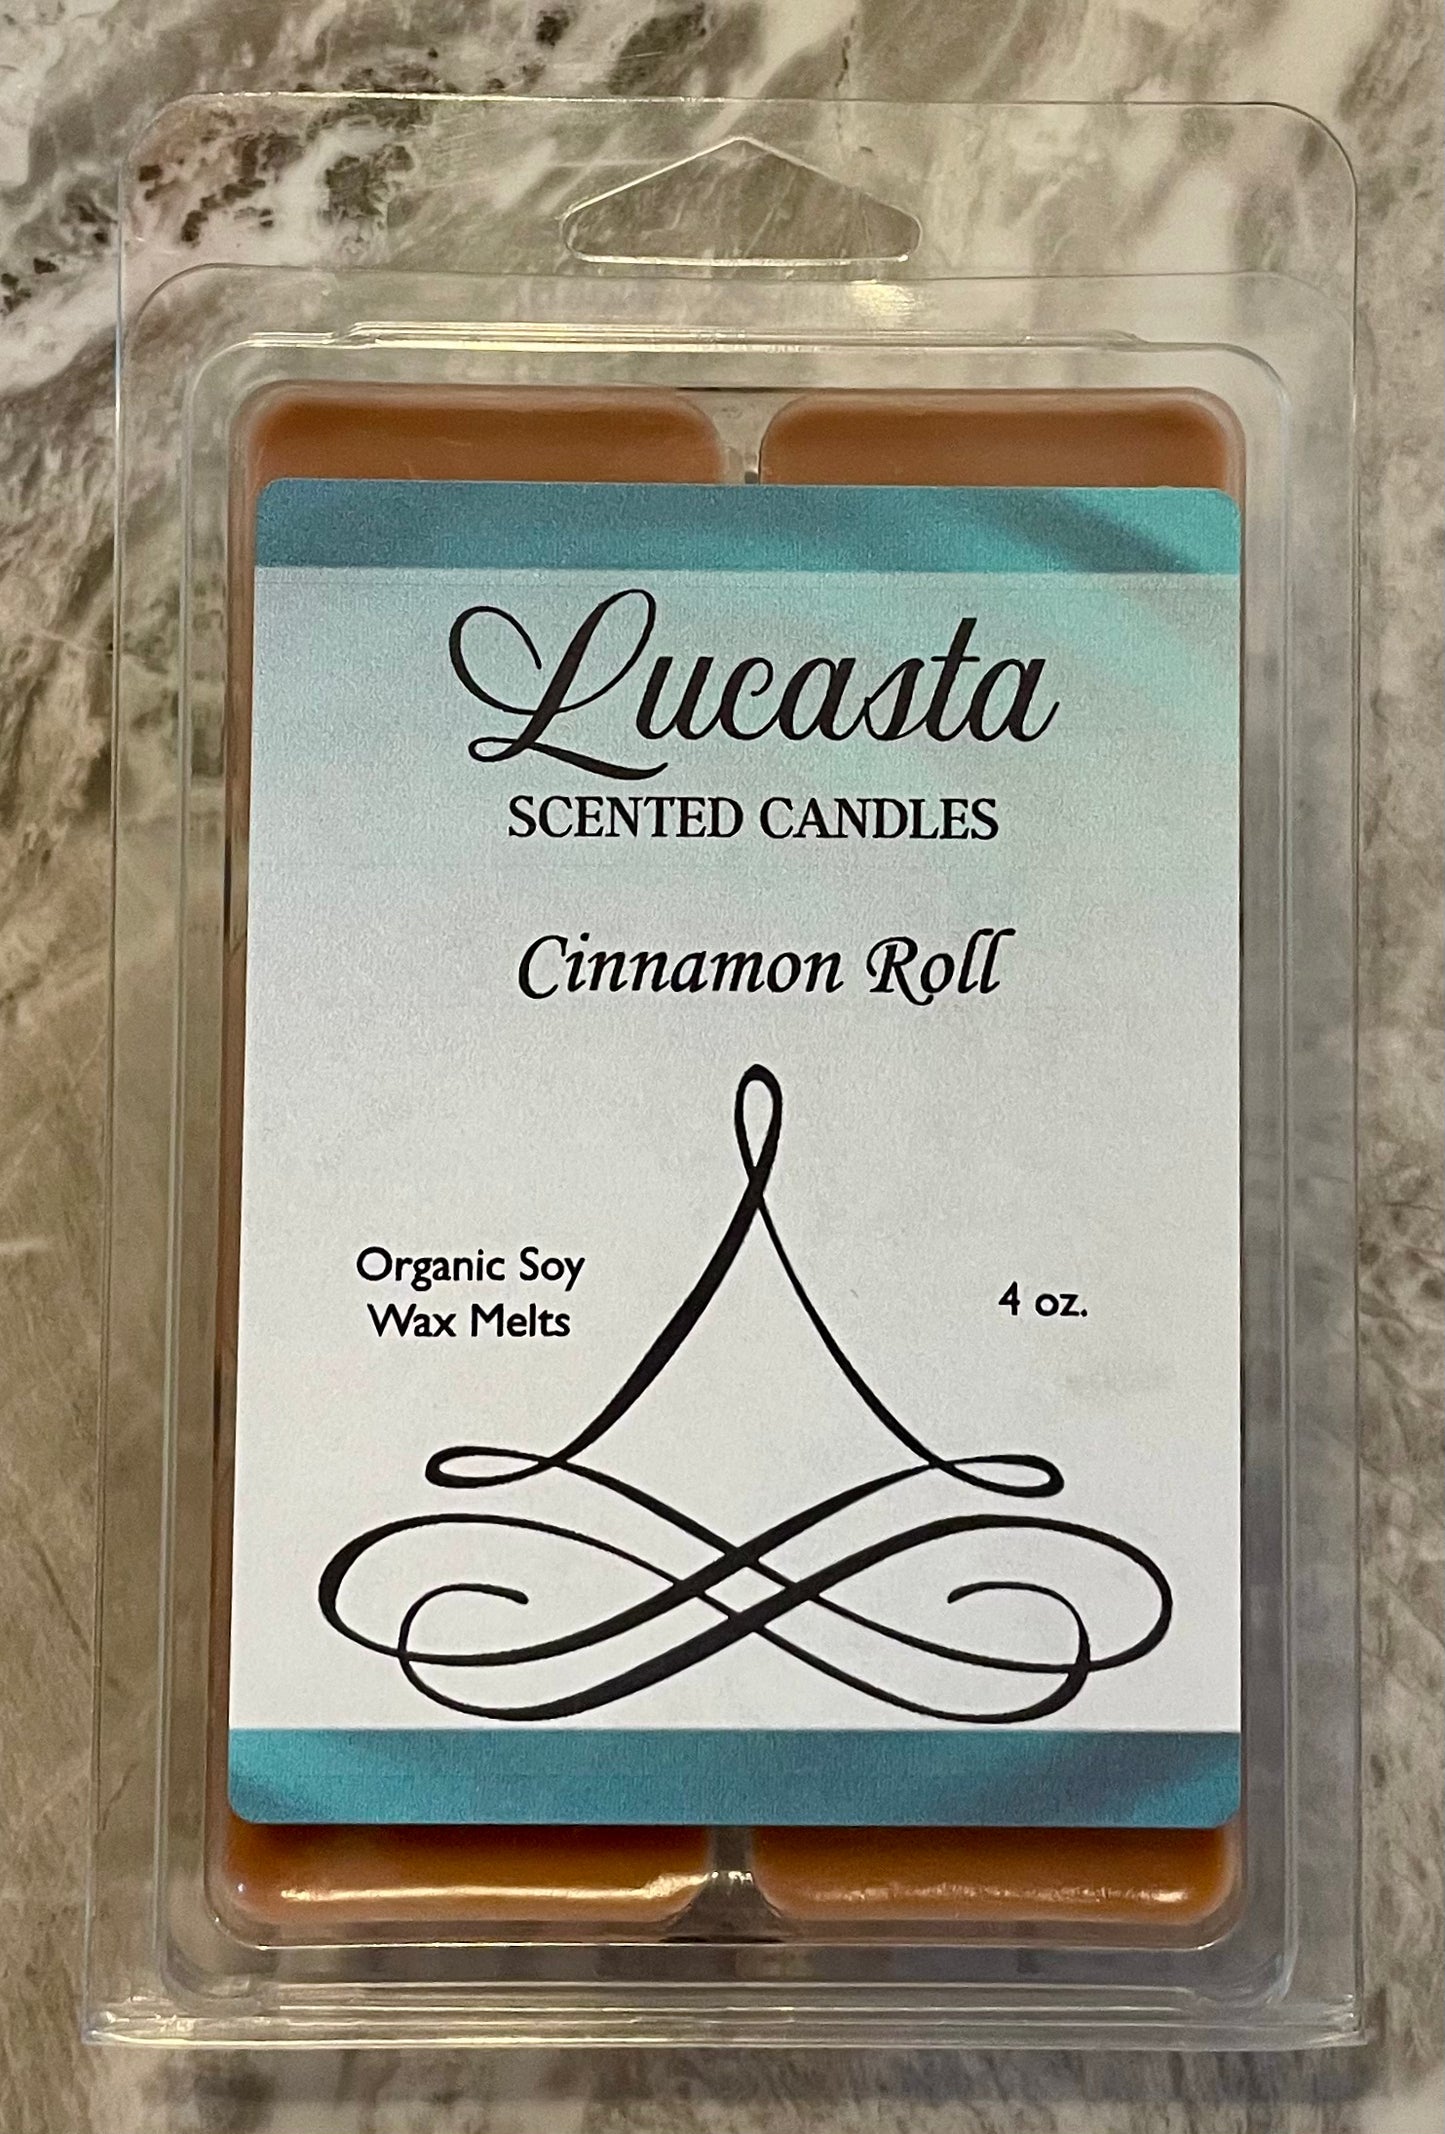 Lucasta
SCENTED CANDLES
Cinnamon Roll
Organic Soy
Wax Melts
4 oz.